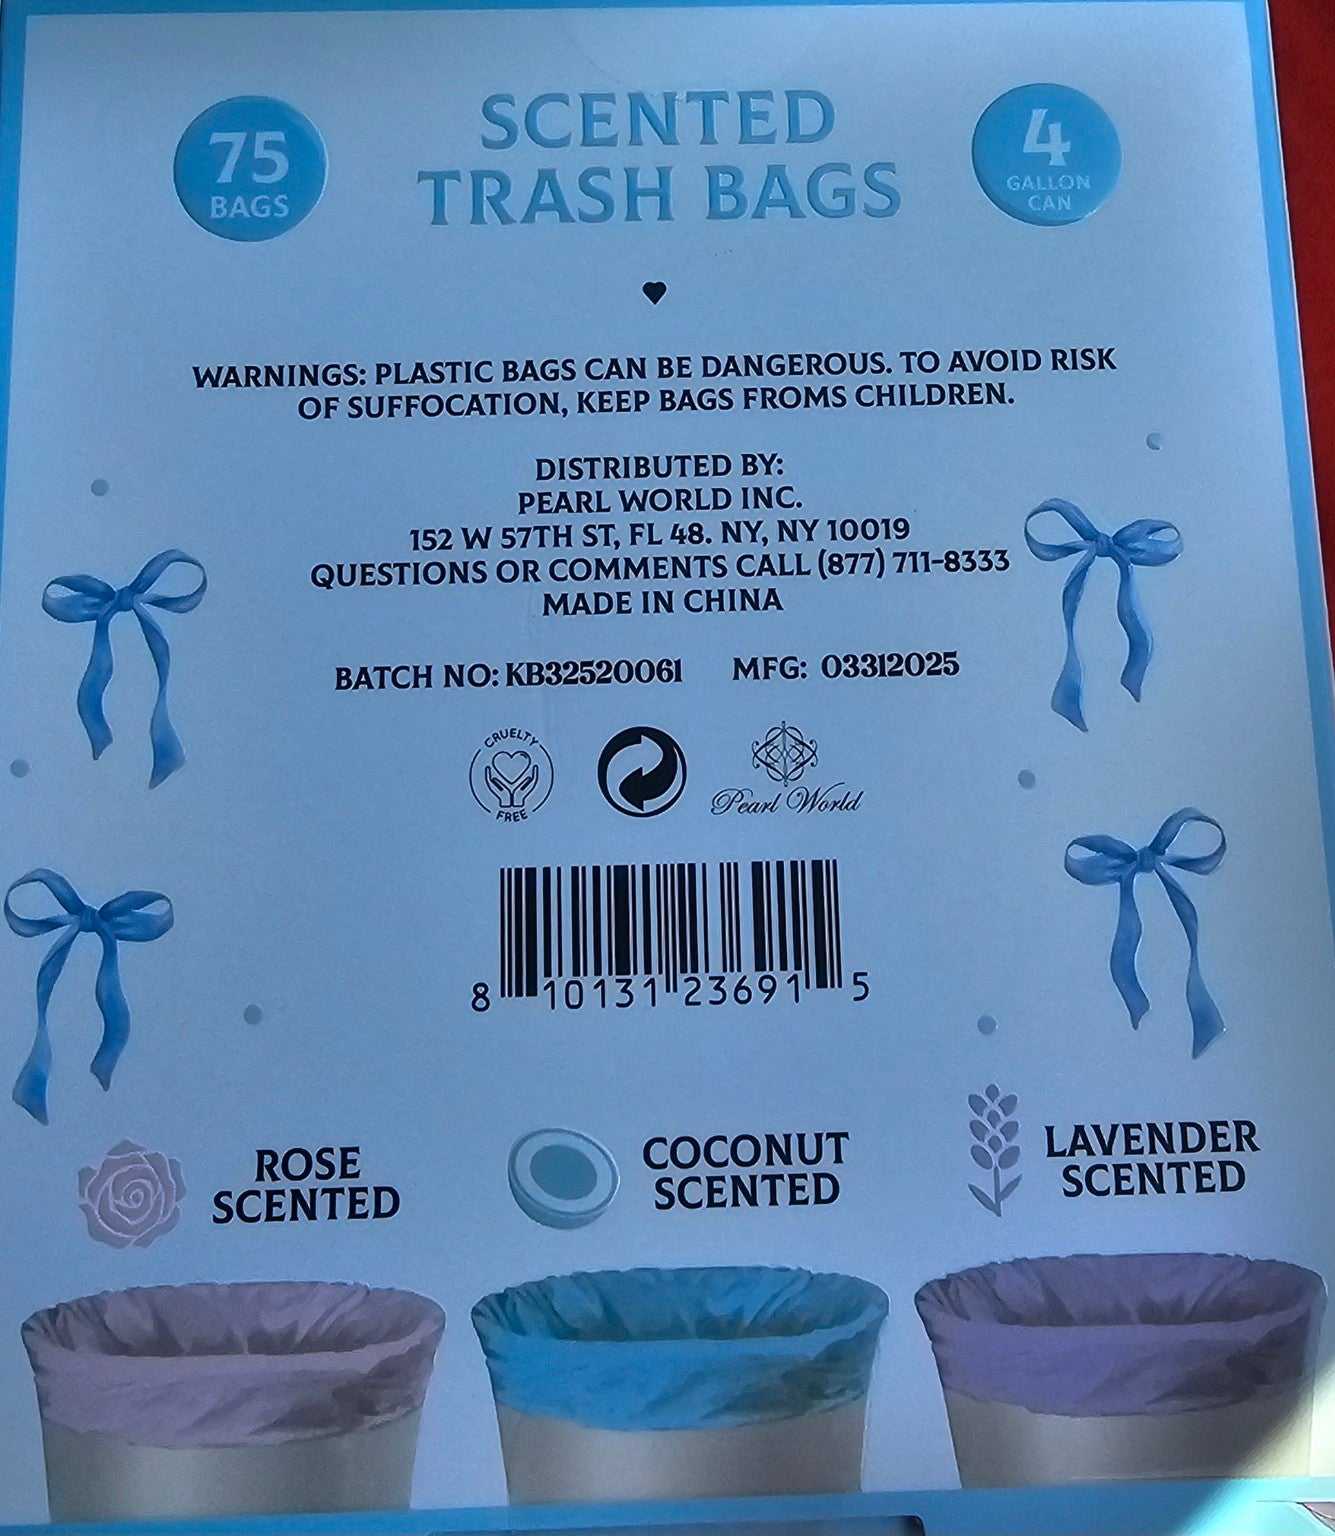 75
BAGS
SCENTED
TRASH BAGS
4
GALLON
CAN
WARNINGS: PLASTIC BAGS CAN BE DANGEROUS. TO AVOID RISK
OF SUFFOCATION, KEEP BAGS FROMS CHILDREN.
DISTRIBUTED BY:
PEARL WORLD INC.
152 W 57TH ST, FL 48. NY, NY 10019
QUESTIONS OR COMMENTS CALL (877) 711-8333
MADE IN CHINA
BATCH NO: KB32520061 MFG: 03312025
CRUELTY
FREE
Pearl World
8 10131 23691 5
ROSE
SCENTED
COCONUT
SCENTED
LAVENDER
SCENTED